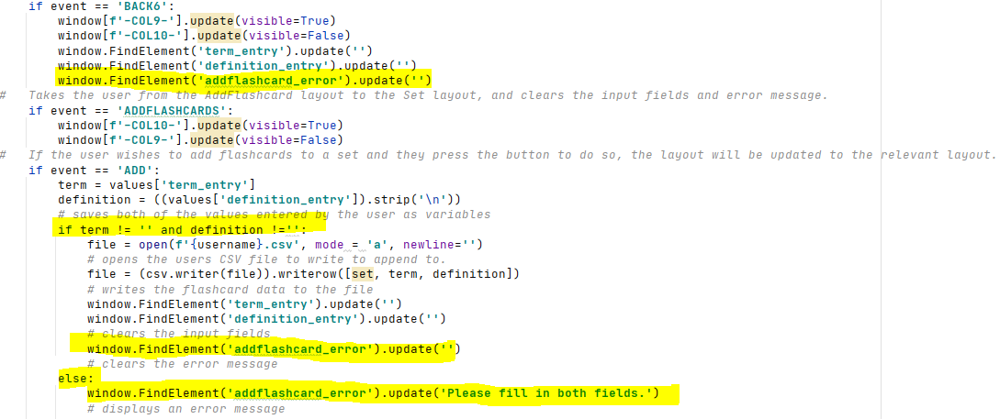 if event == 'BACK6':
window[f'-COL9-'].update(visible=True)
window[f'-COL10-'].update(visible=False)
window.FindElement('term_entry').update('')
window.FindElement('definition_entry').update('')
window.FindElement('addflashcard_error').update('')
#   Takes the user from the AddFlashcard layout to the Set layout, and clears the input fields and error message.
if event == 'ADDFLASHCARDS':
window[f'-COL10-'].update(visible=True)
window[f'-COL9-'].update(visible=False)
#   If the user wishes to add flashcards to a set and they press the button to do so, the layout will be updated to the relevant layout.
if event == 'ADD':
term = values['term_entry']
definition = ((values['definition_entry']).strip('\n'))
# saves both of the values entered by the user as variables
if term != '' and definition !='':
file = open(f'{username}.csv', mode = 'a', newline='')
# opens the users CSV file to write to append to.
file = (csv.writer(file)).writerow([set, term, definition])
# writes the flashcard data to the file
window.FindElement('term_entry').update('')
window.FindElement('definition_entry').update('')
# clears the input fields
window.FindElement('addflashcard_error').update('')
# clears the error message
else:
window.FindElement('addflashcard_error').update('Please fill in both fields.')
# displays an error message